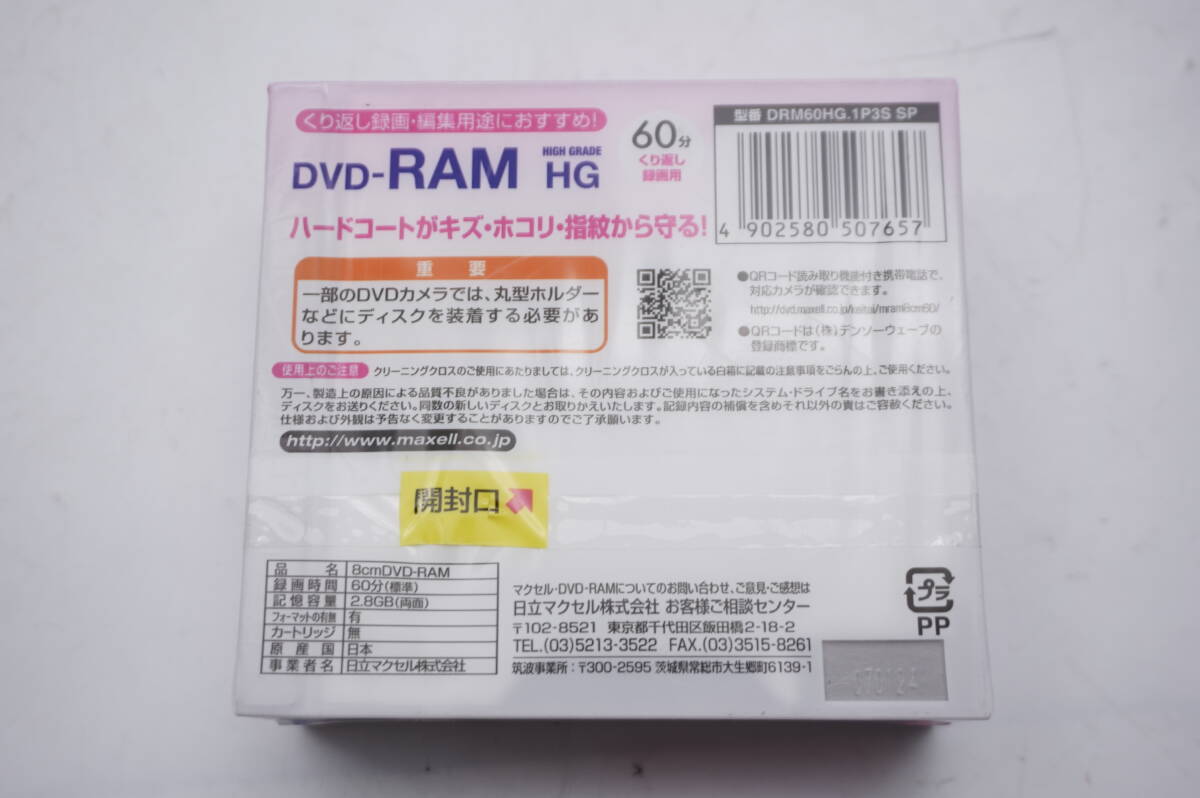 くり返し録画・編集用途におすすめ!
DVD-RAM HIGH GRADE HG
60分
くり返し
録画用
型番 DRM60HG.1P3S SP
4 902580 507657
ハードコートがキズ・ホコリ・指紋から守る!
重要
一部のDVDカメラでは、丸型ホルダー
などにディスクを装着する必要があ
ります。
●QRコード読み取り機能付き携帯電話で、
対応カメラが確認できます。
http://dvd.maxell.co.jp/keitai/mram8cm60/
●QRコードは(株)デンソーウェーブの
登録商標です。
使用上のご注意 クリーニングクロスのご使用にあたりましては、クリーニングクロスが入っている白箱に記載の注意事項をごらんの上、ご使用ください。
万一、製造上の原因による品質不良がありました場合は、その内容およびご使用になったシステム・ドライブ名をお書き添えの上、
ディスクをお送りください。同数の新しいディスクとお取りかえいたします。記録内容の補償を含めそれ以外の責はご容赦ください。
仕様および外観は予告なく変更することがありますのでご了承願います。
http://www.maxell.co.jp
開封口
品名 8cmDVD-RAM
録画時間 60分(標準)
記憶容量 2.8GB(両面)
フォーマットの有無 有
カートリッジ 無
原産国 日本
事業者名 日立マクセル株式会社
マクセル・DVD-RAMについてのお問い合わせ、ご意見・ご感想は
日立マクセル株式会社 お客様ご相談センター
〒102-8521 東京都千代田区飯田橋2-18-2
TEL.(03)5213-3522 FAX.(03)3515-8261
筑波事業所:〒300-2595 茨城県常総市大生郷町6139-1
プラ
PP